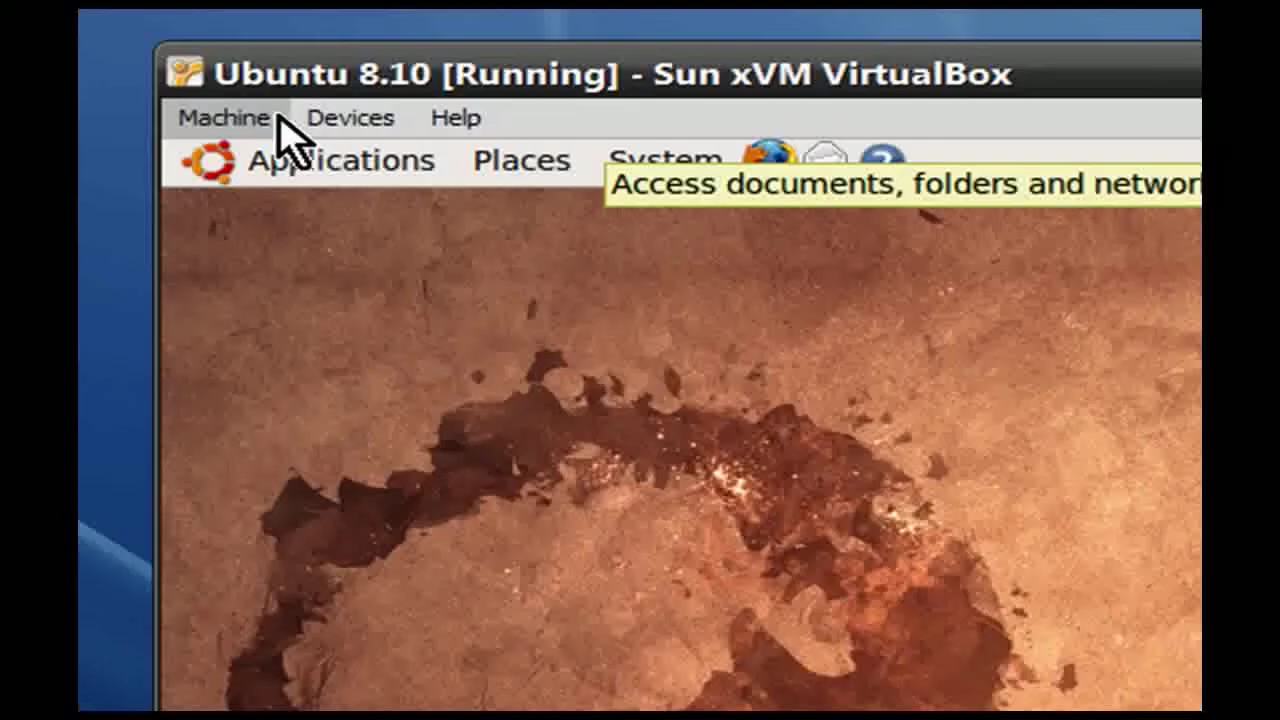 Ubuntu 8.10 [Running] - Sun xVM VirtualBox
Machine Devices Help
Applications Places System
Access documents, folders and networ